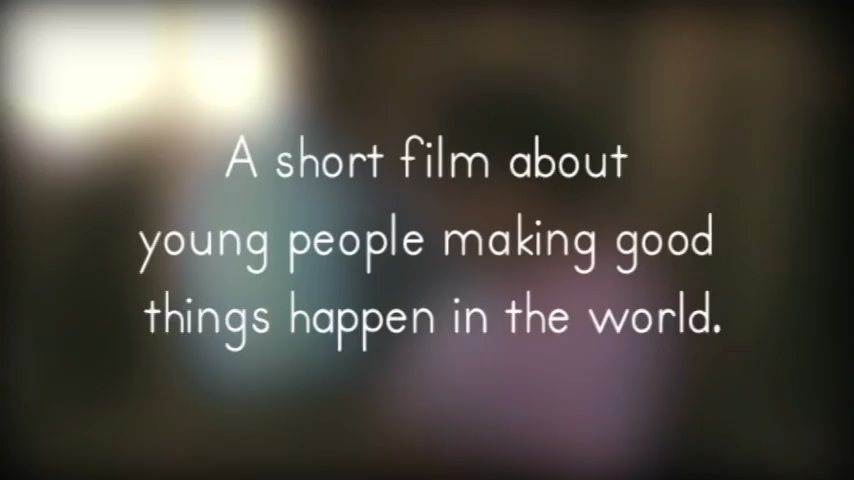 A short film about
young people making good
things happen in the world.